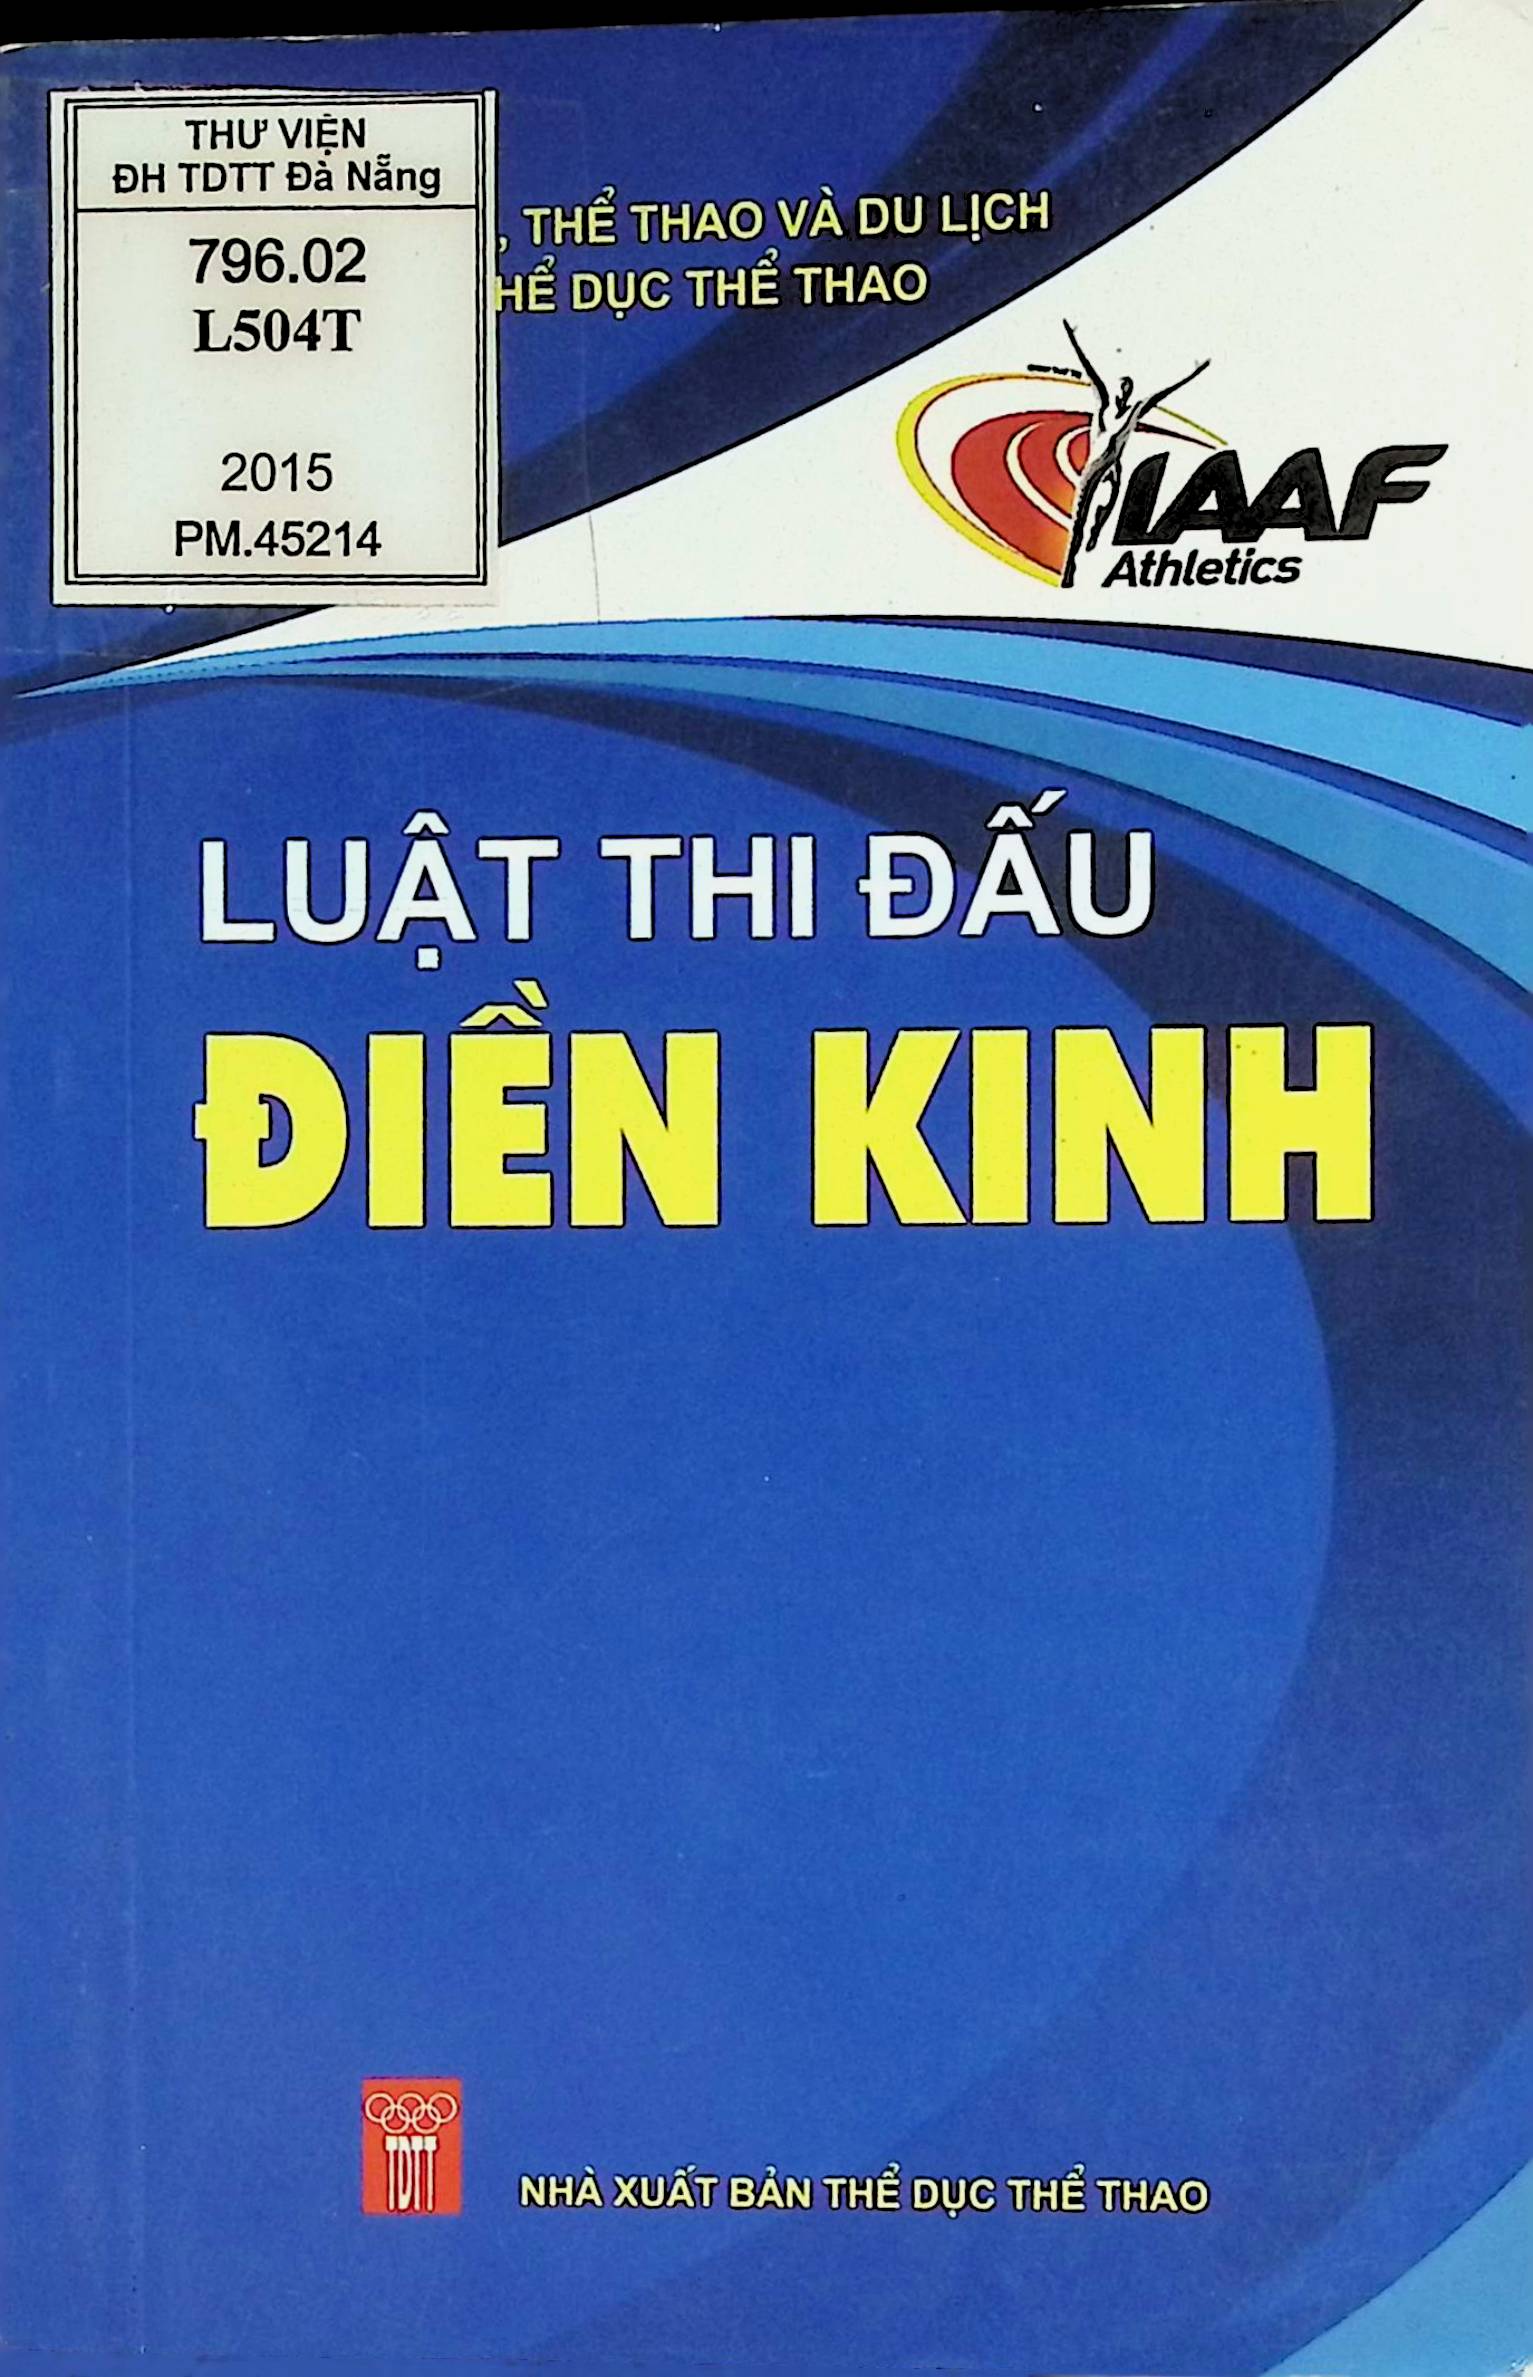 THƯ VIỆN
ĐH TDTT Đà Nẵng
796.02
L504T
2015
PM.45214
, THỂ THAO VÀ DU LỊCH
HỂ DỤC THỂ THAO
IAAF
Athletics
LUẬT THI ĐẤU
ĐIỀN KINH
TDTT
NHÀ XUẤT BẢN THỂ DỤC THỂ THAO